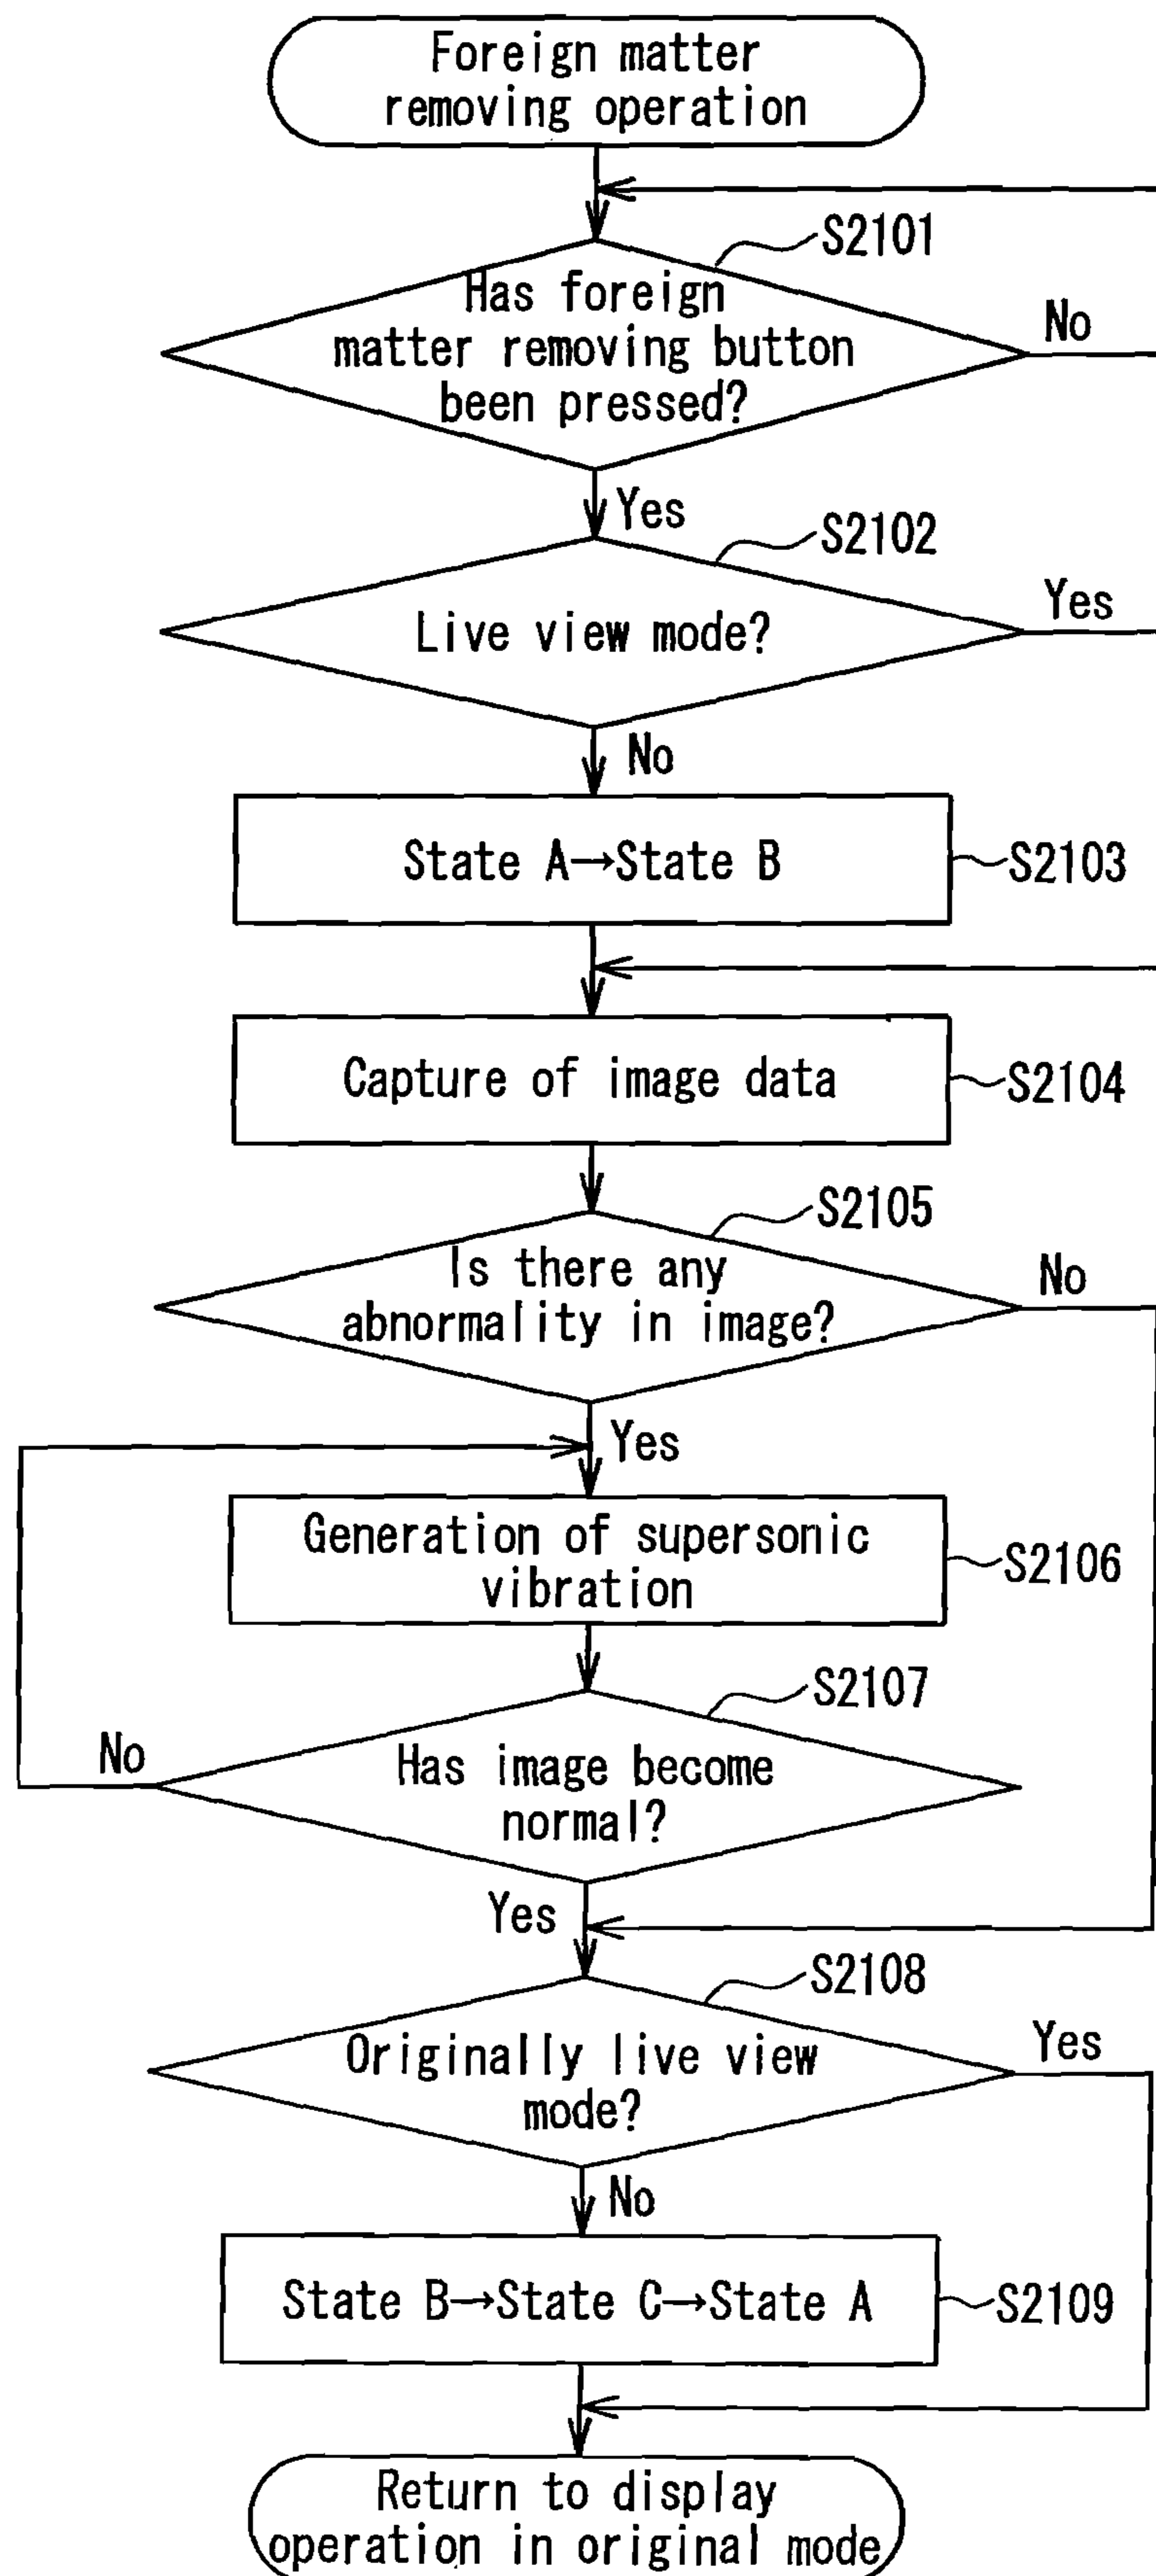 Foreign matter
removing operation
S2101
Has foreign
matter removing button
been pressed?
No
Yes
S2102
Live view mode?
Yes
No
State A→State B
S2103
Capture of image data
S2104
S2105
Is there any
abnormality in image?
No
Yes
Generation of supersonic
vibration
S2106
S2107
Has image become
normal?
No
Yes
S2108
Originally live view
mode?
Yes
No
State B→State C→State A
S2109
Return to display
operation in original mode